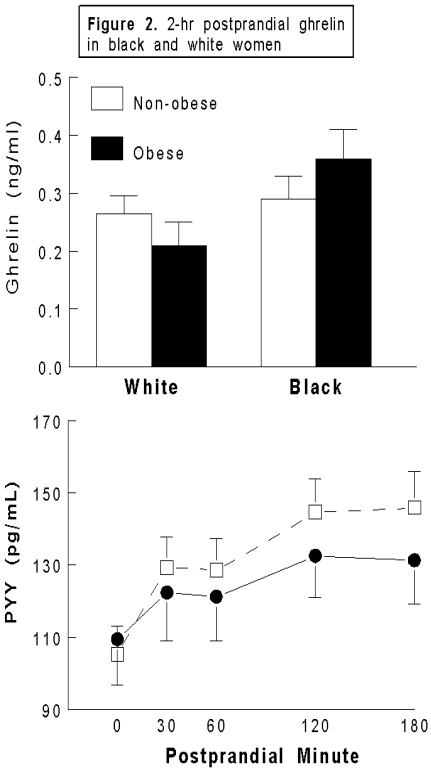 Figure 2. 2-hr postprandial ghrelin
in black and white women
0.5
0.4
0.3
0.2
0.1
0.0
Ghrelin (ng/ml)
Non-obese
Obese
White Black
170
150
130
110
90
PYY (pg/mL)
0 30 60 120 180
Postprandial Minute